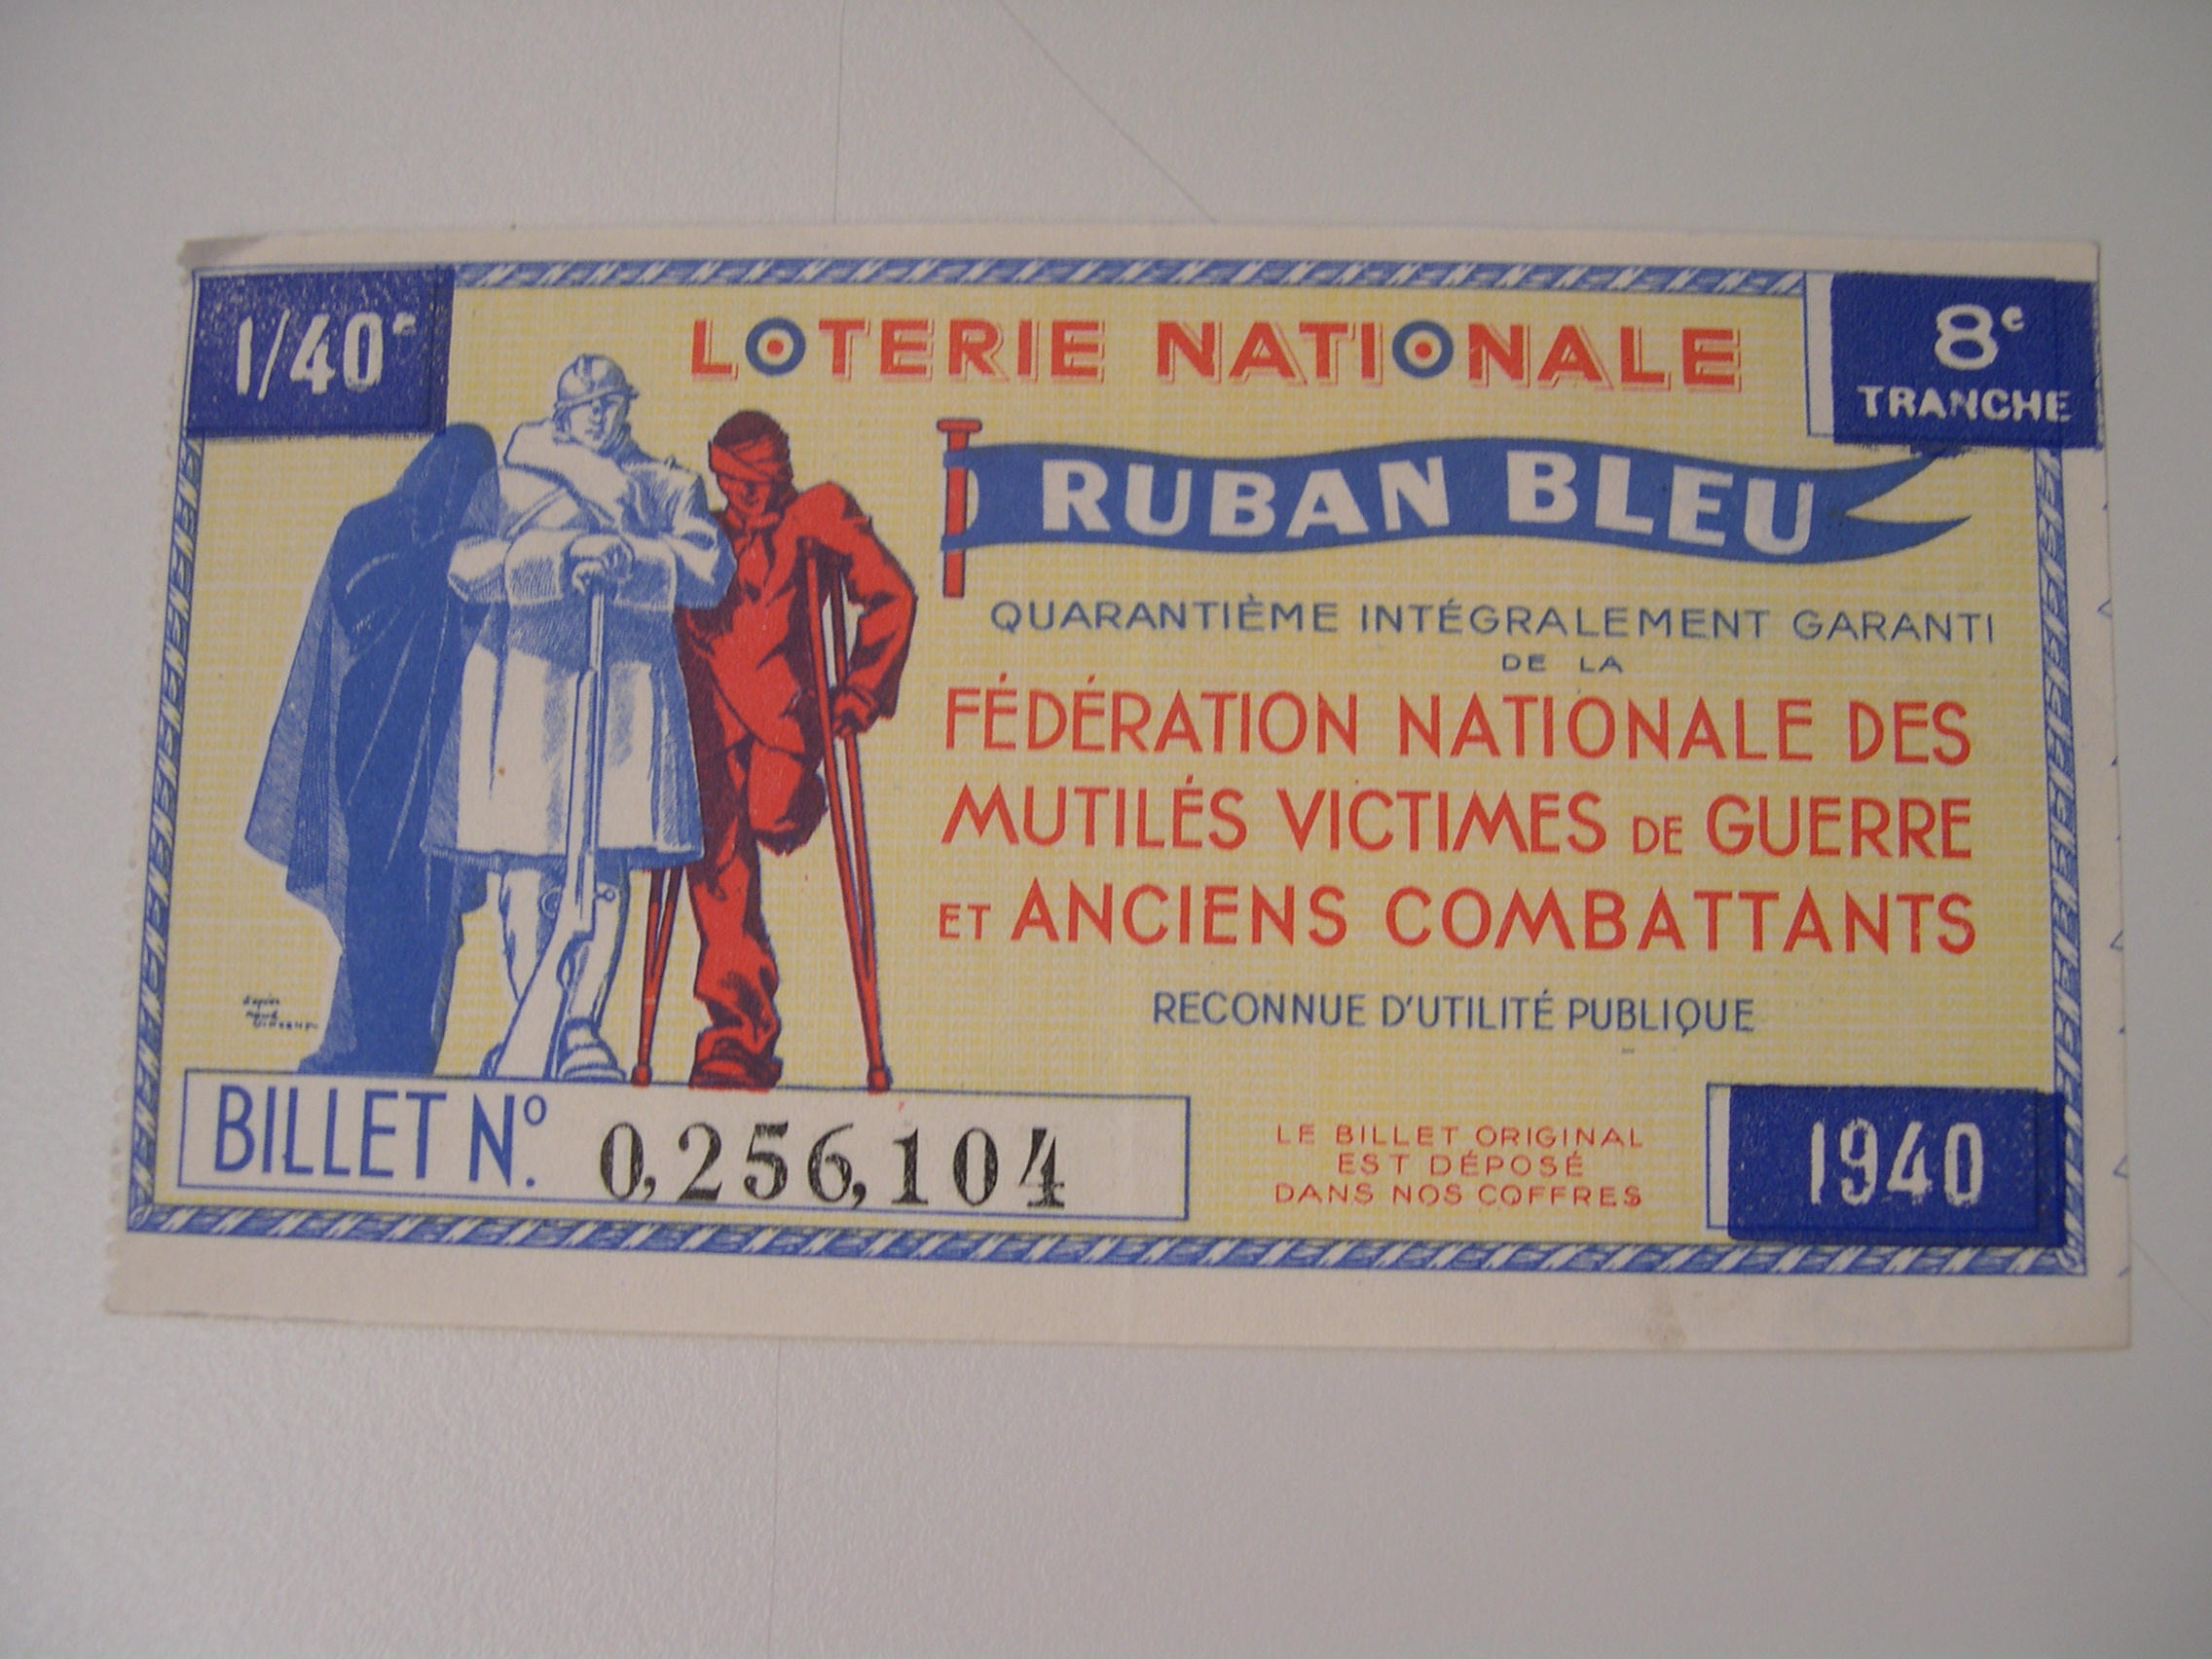 1/40e
LOTERIE NATIONALE
8e
TRANCHE
RUBAN BLEU
QUARANTIÈME INTÉGRALEMENT GARANTI
DE LA
FÉDÉRATION NATIONALE DES
MUTILÉS VICTIMES DE GUERRE
ET ANCIENS COMBATTANTS
RECONNUE D'UTILITÉ PUBLIQUE
BILLET No. 0,256,104
LE BILLET ORIGINAL
EST DÉPOSÉ
DANS NOS COFFRES
1940